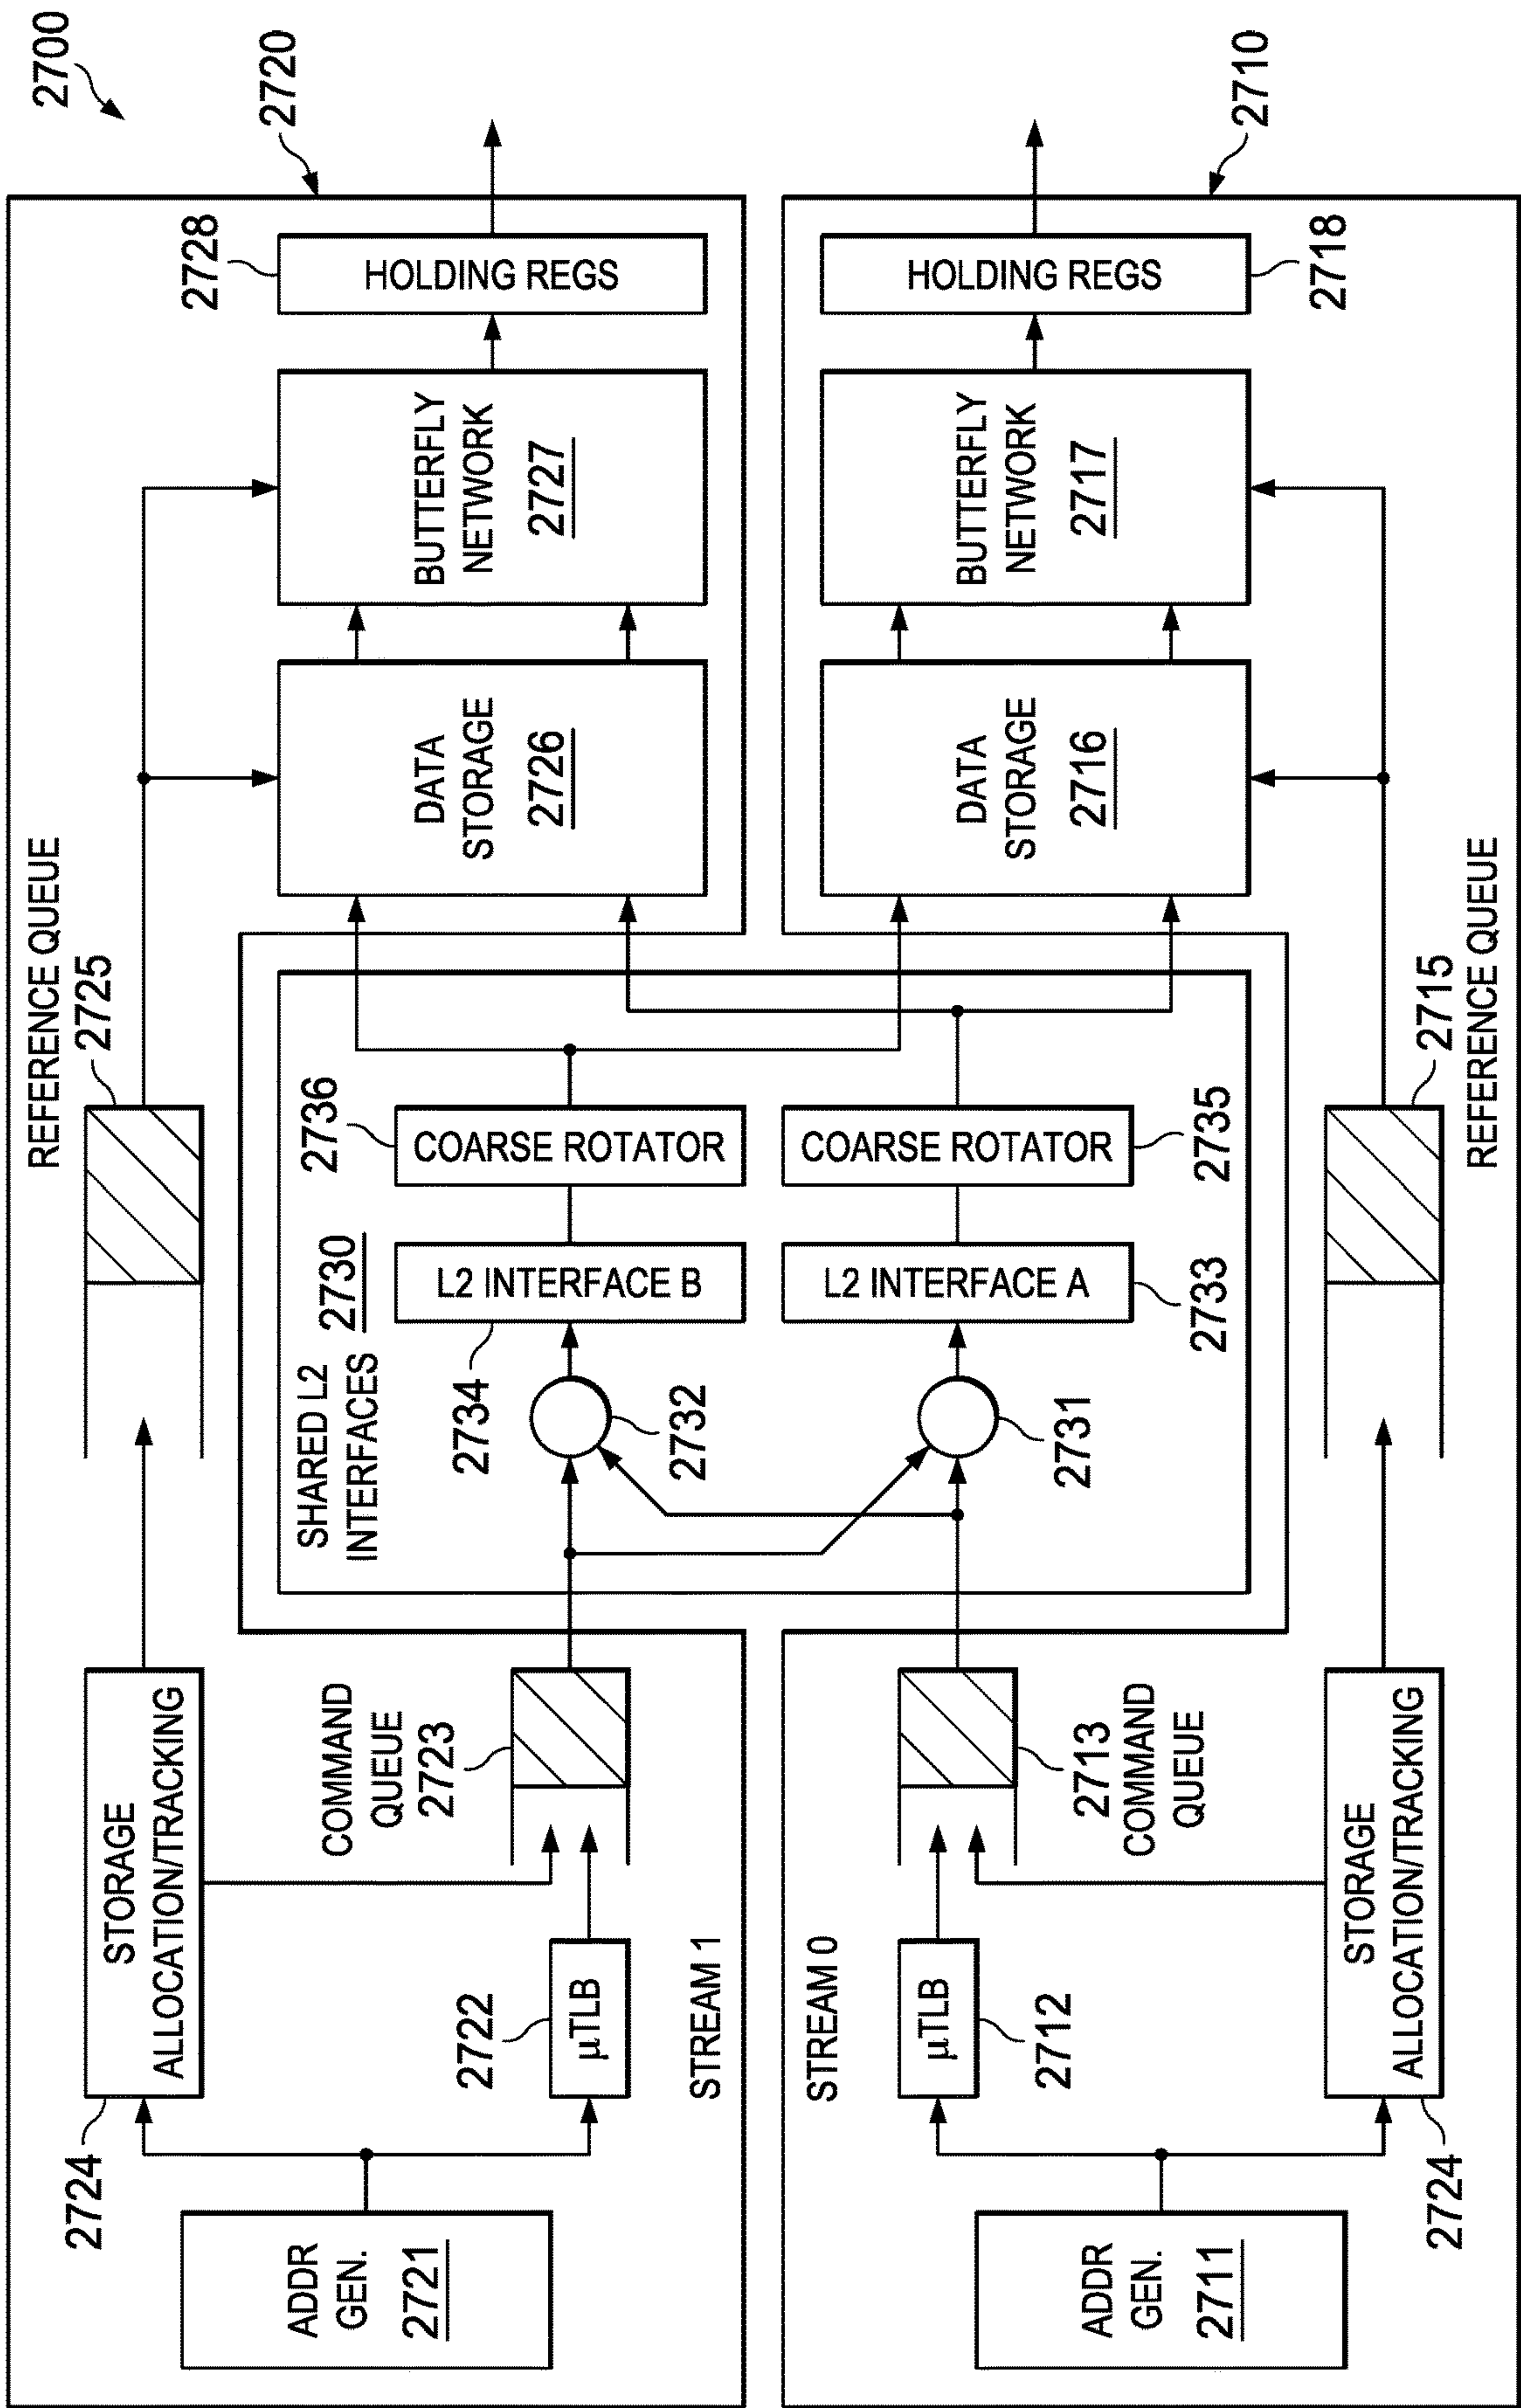 2700
2720
2728
HOLDING REGS
BUTTERFLY
NETWORK
2727
DATA
STORAGE
2726
REFERENCE QUEUE
2725
STORAGE
ALLOCATION/TRACKING
2724
ADDR
GEN.
2721
2722
µTLB
COMMAND
QUEUE
2723
STREAM 1
SHARED L2
INTERFACES
2730
2732
2734
L2 INTERFACE B
2736
COARSE ROTATOR
2731
L2 INTERFACE A
2733
COARSE ROTATOR
2735
STREAM 0
ADDR
GEN.
2711
µTLB
2712
2713
COMMAND
QUEUE
STORAGE
ALLOCATION/TRACKING
2724
2715
REFERENCE QUEUE
DATA
STORAGE
2716
BUTTERFLY
NETWORK
2717
HOLDING REGS
2718
2710